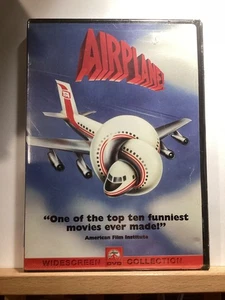 AIRPLANE!
“One of the top ten funniest
movies ever made!”
American Film Institute
WIDESCREEN DVD COLLECTION